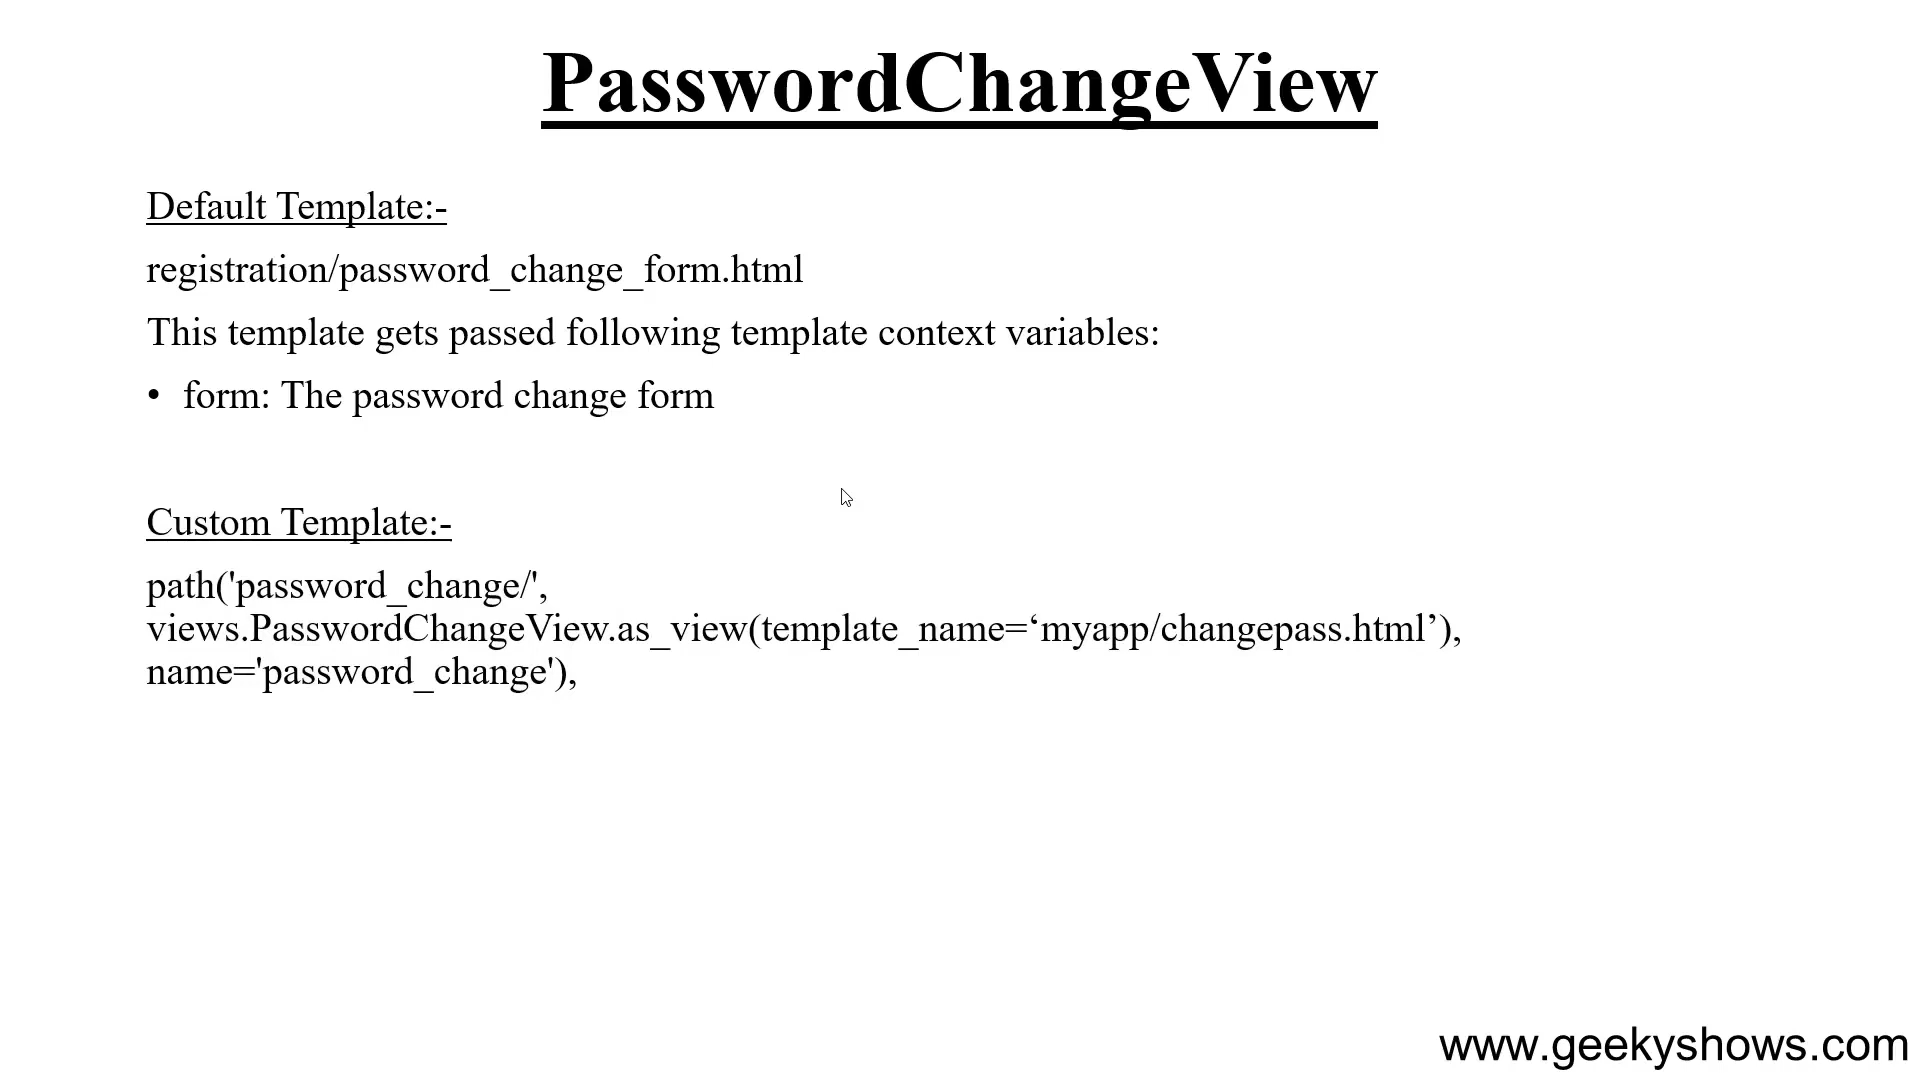 PasswordChangeView
Default Template:-
registration/password_change_form.html
This template gets passed following template context variables:
• form: The password change form
Custom Template:-
path('password_change/',
views.PasswordChangeView.as_view(template_name=‘myapp/changepass.html’),
name='password_change'),
www.geekyshows.com